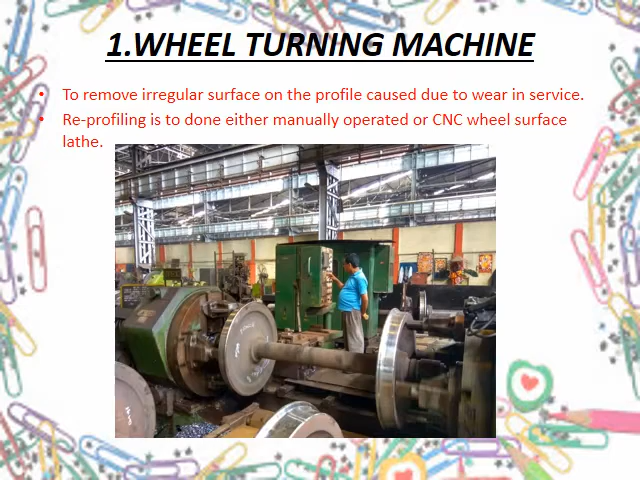 1.WHEEL TURNING MACHINE
• To remove irregular surface on the profile caused due to wear in service.
• Re-profiling is to done either manually operated or CNC wheel surface
lathe.